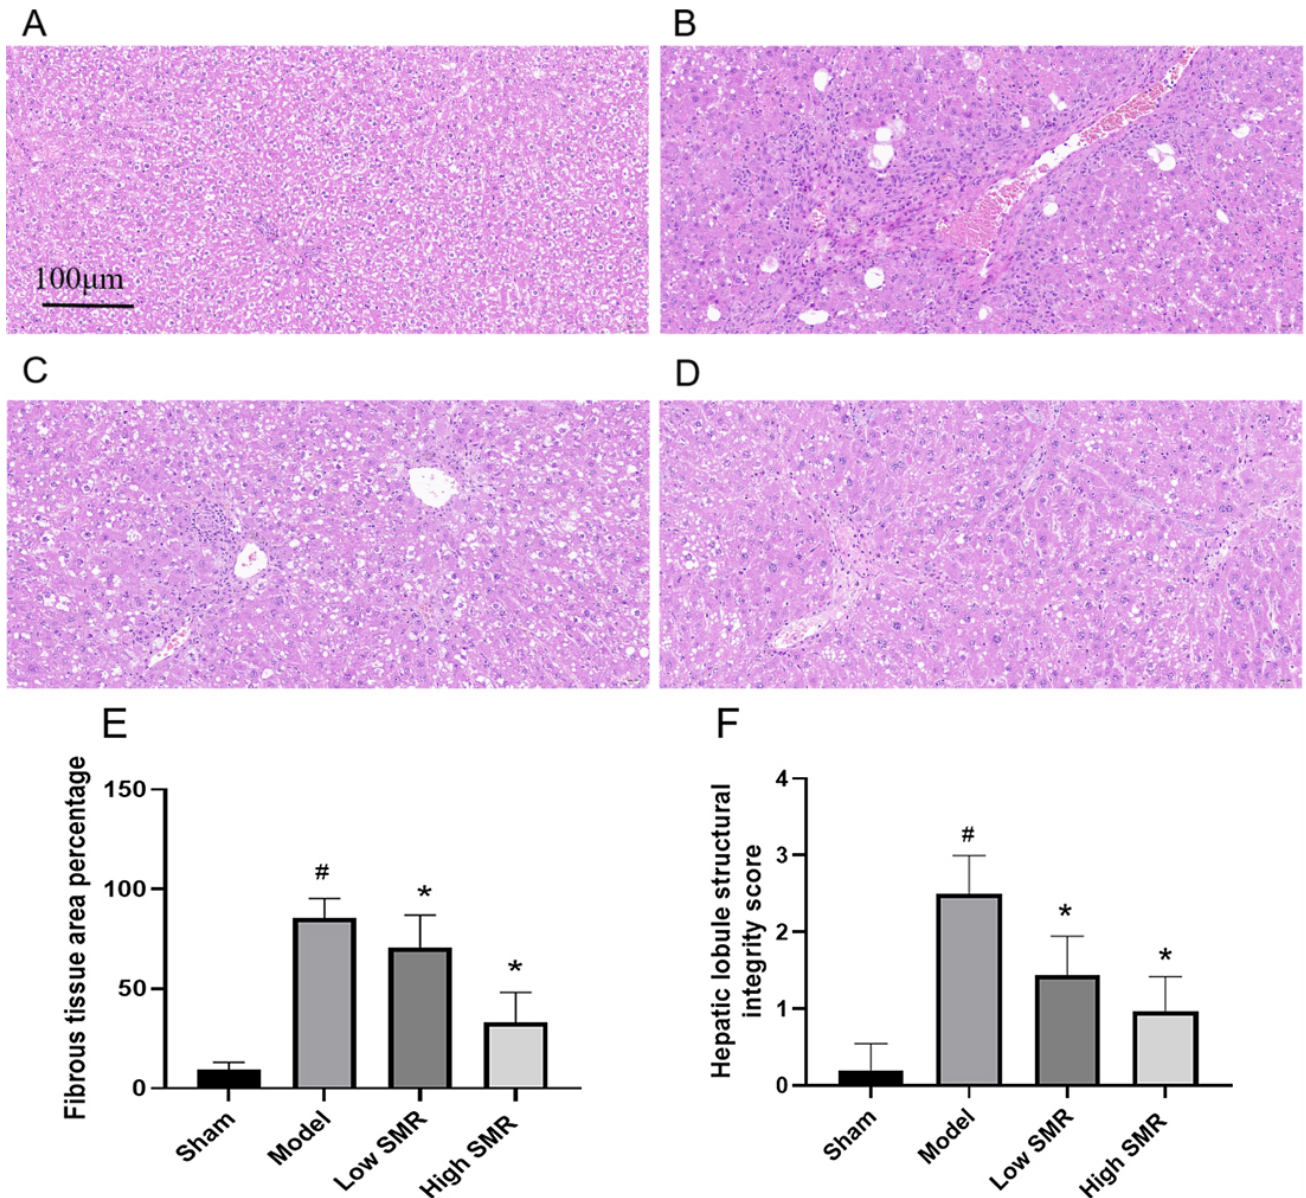 A
B
100μm
C
D
E
F
Fibrous tissue area percentage
150
100
50
0
#
*
*
Sham
Model
Low SMR
High SMR
Hepatic lobule structural
integrity score
4
3
2
1
0
#
*
*
Sham
Model
Low SMR
High SMR